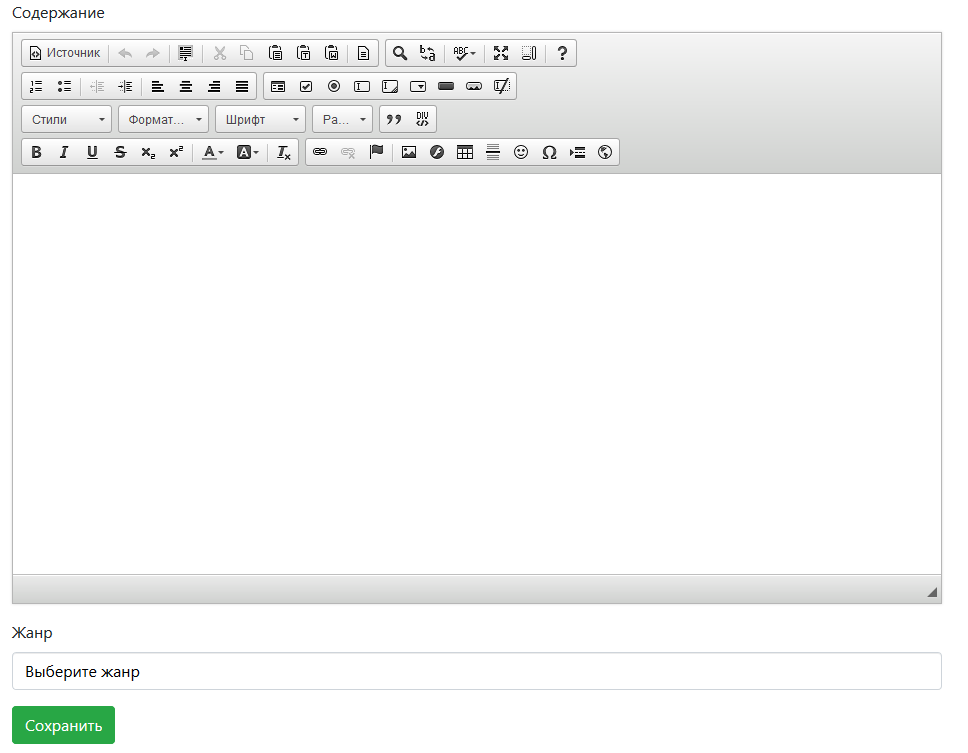 Содержание
Источник
Стили Формат... Шрифт Ра...
Жанр
Выберите жанр
Сохранить